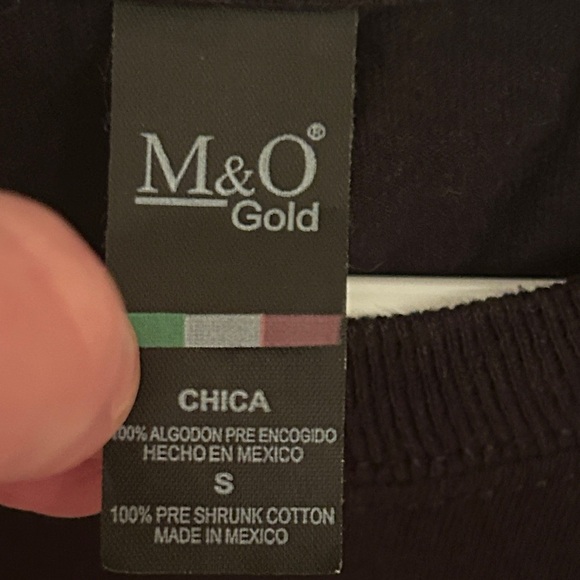 M&O®
Gold
CHICA
100% ALGODON PRE ENCOGIDO
HECHO EN MEXICO
S
100% PRE SHRUNK COTTON
MADE IN MEXICO